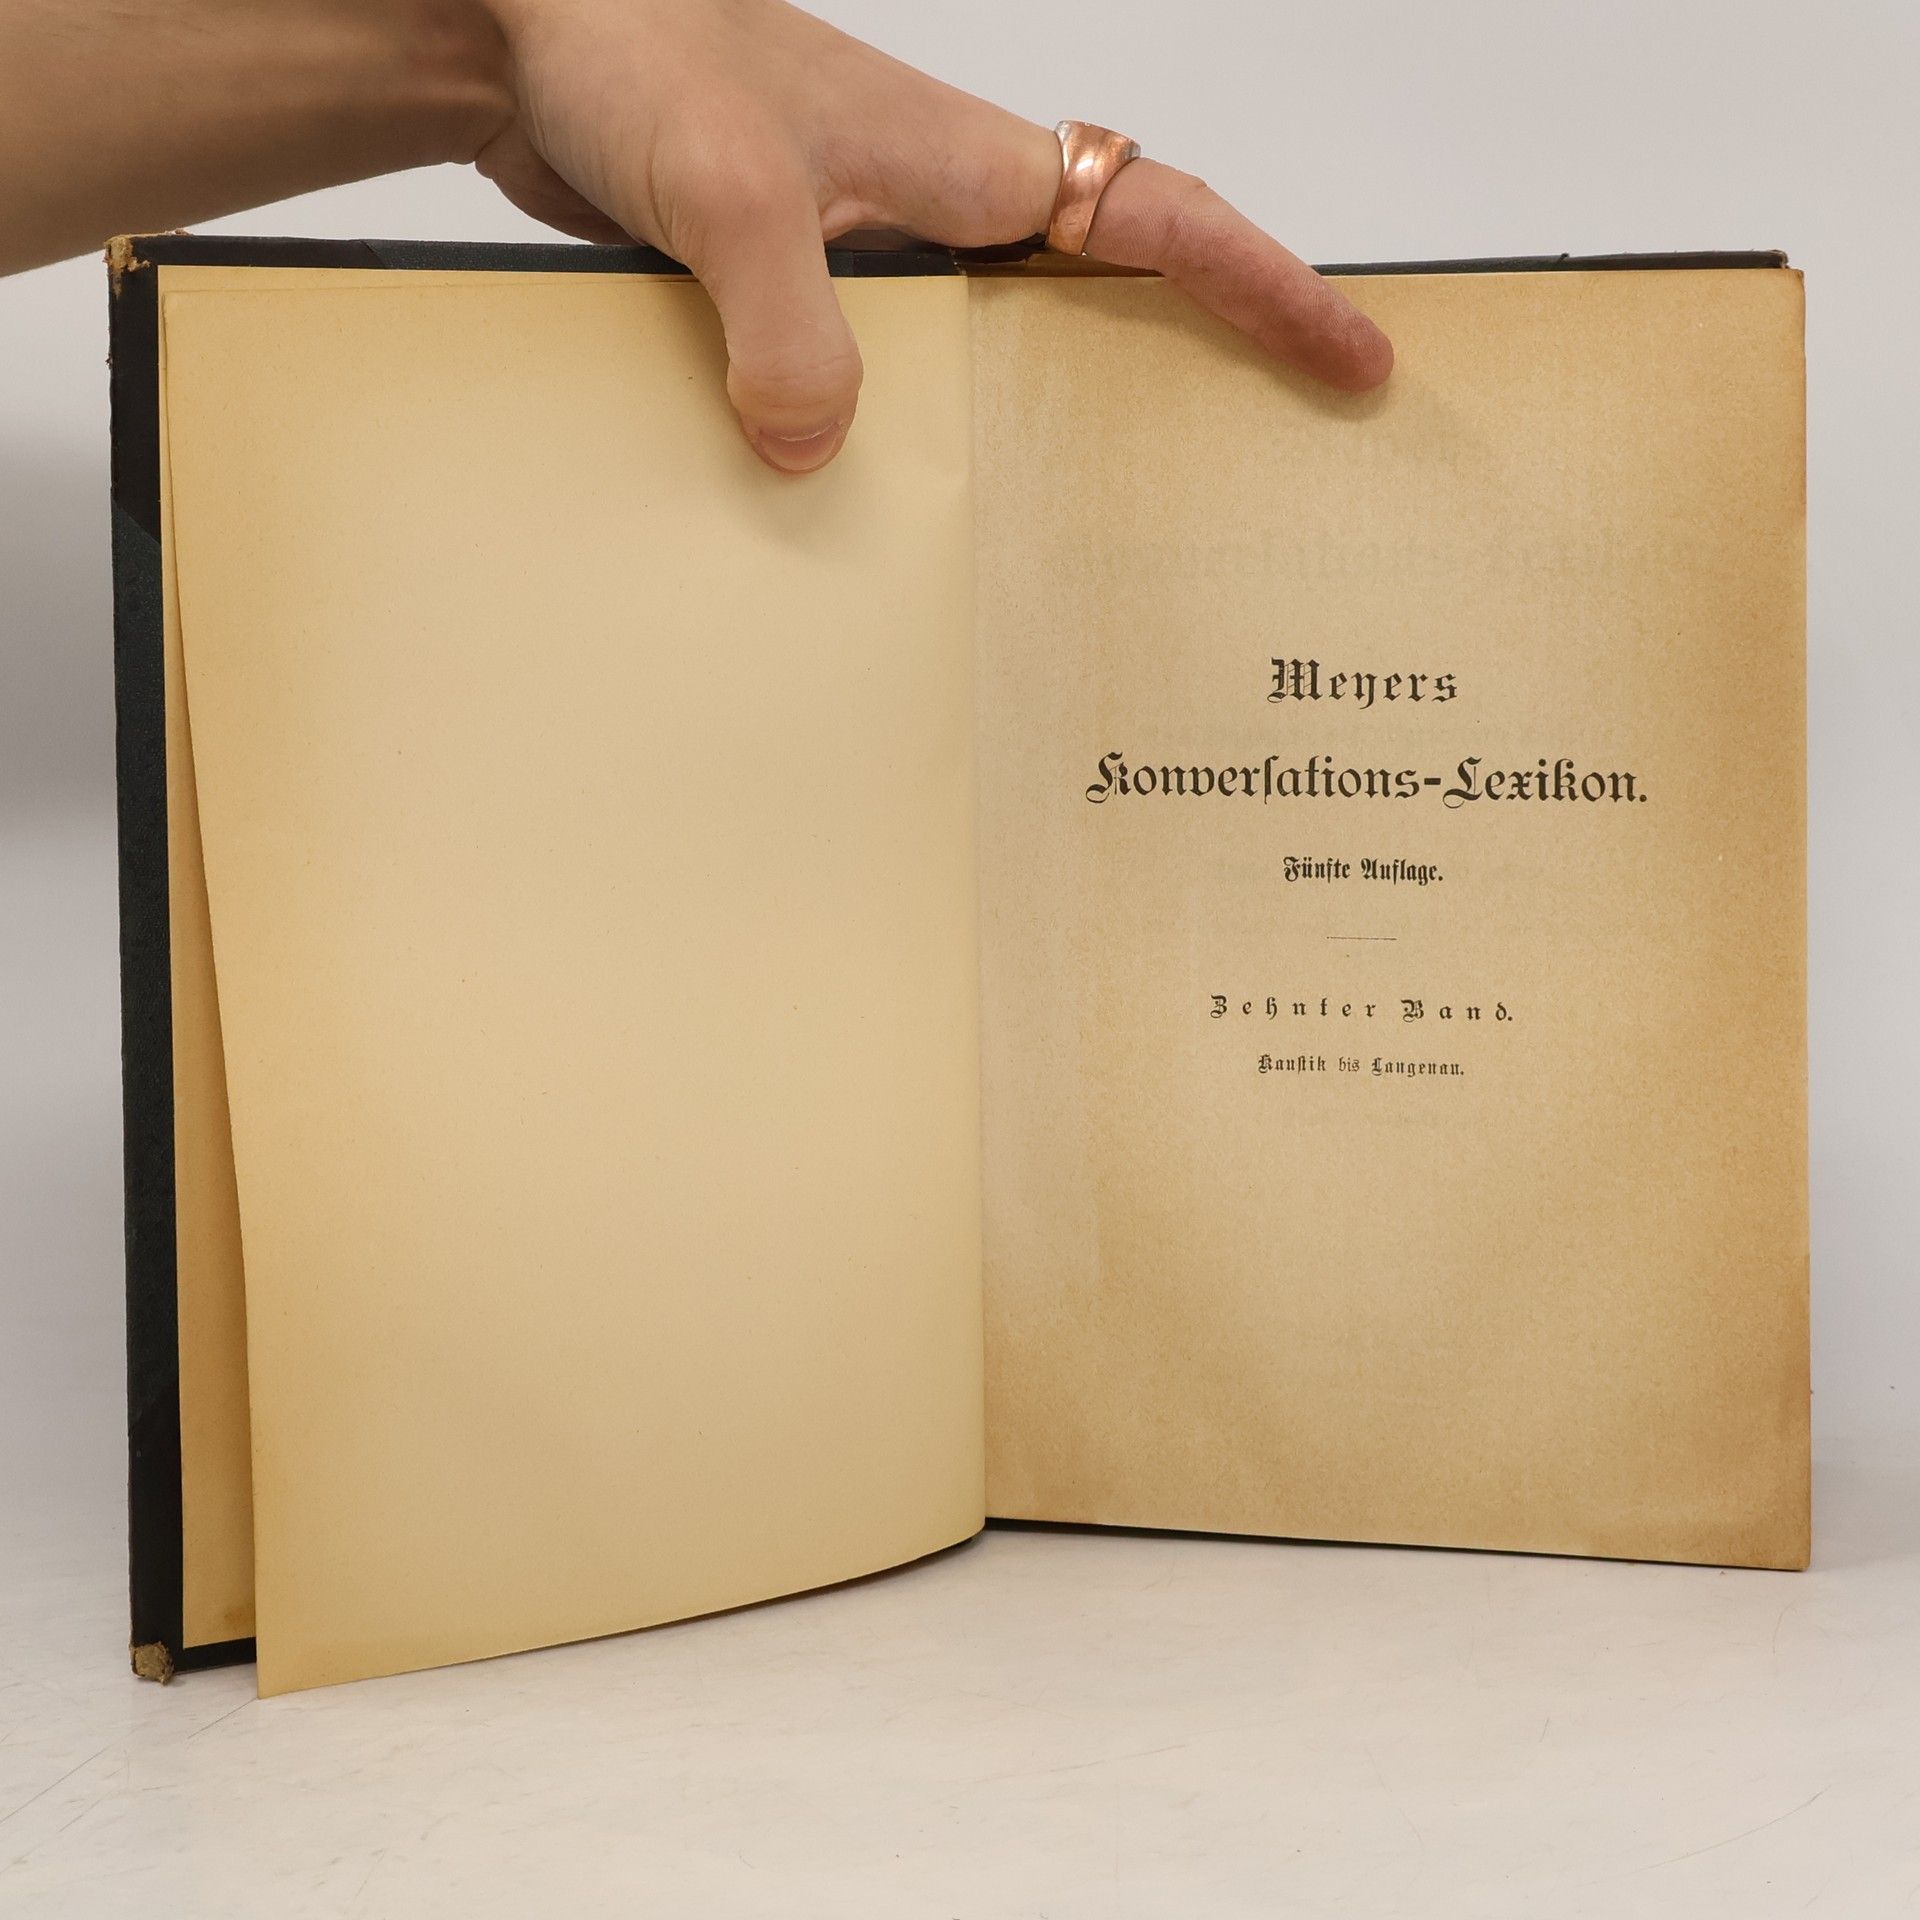 Meyers
Konverſations-Lexikon.
Fünfte Auflage.
Zehnter Band.
Kauſtik bis Langenau.